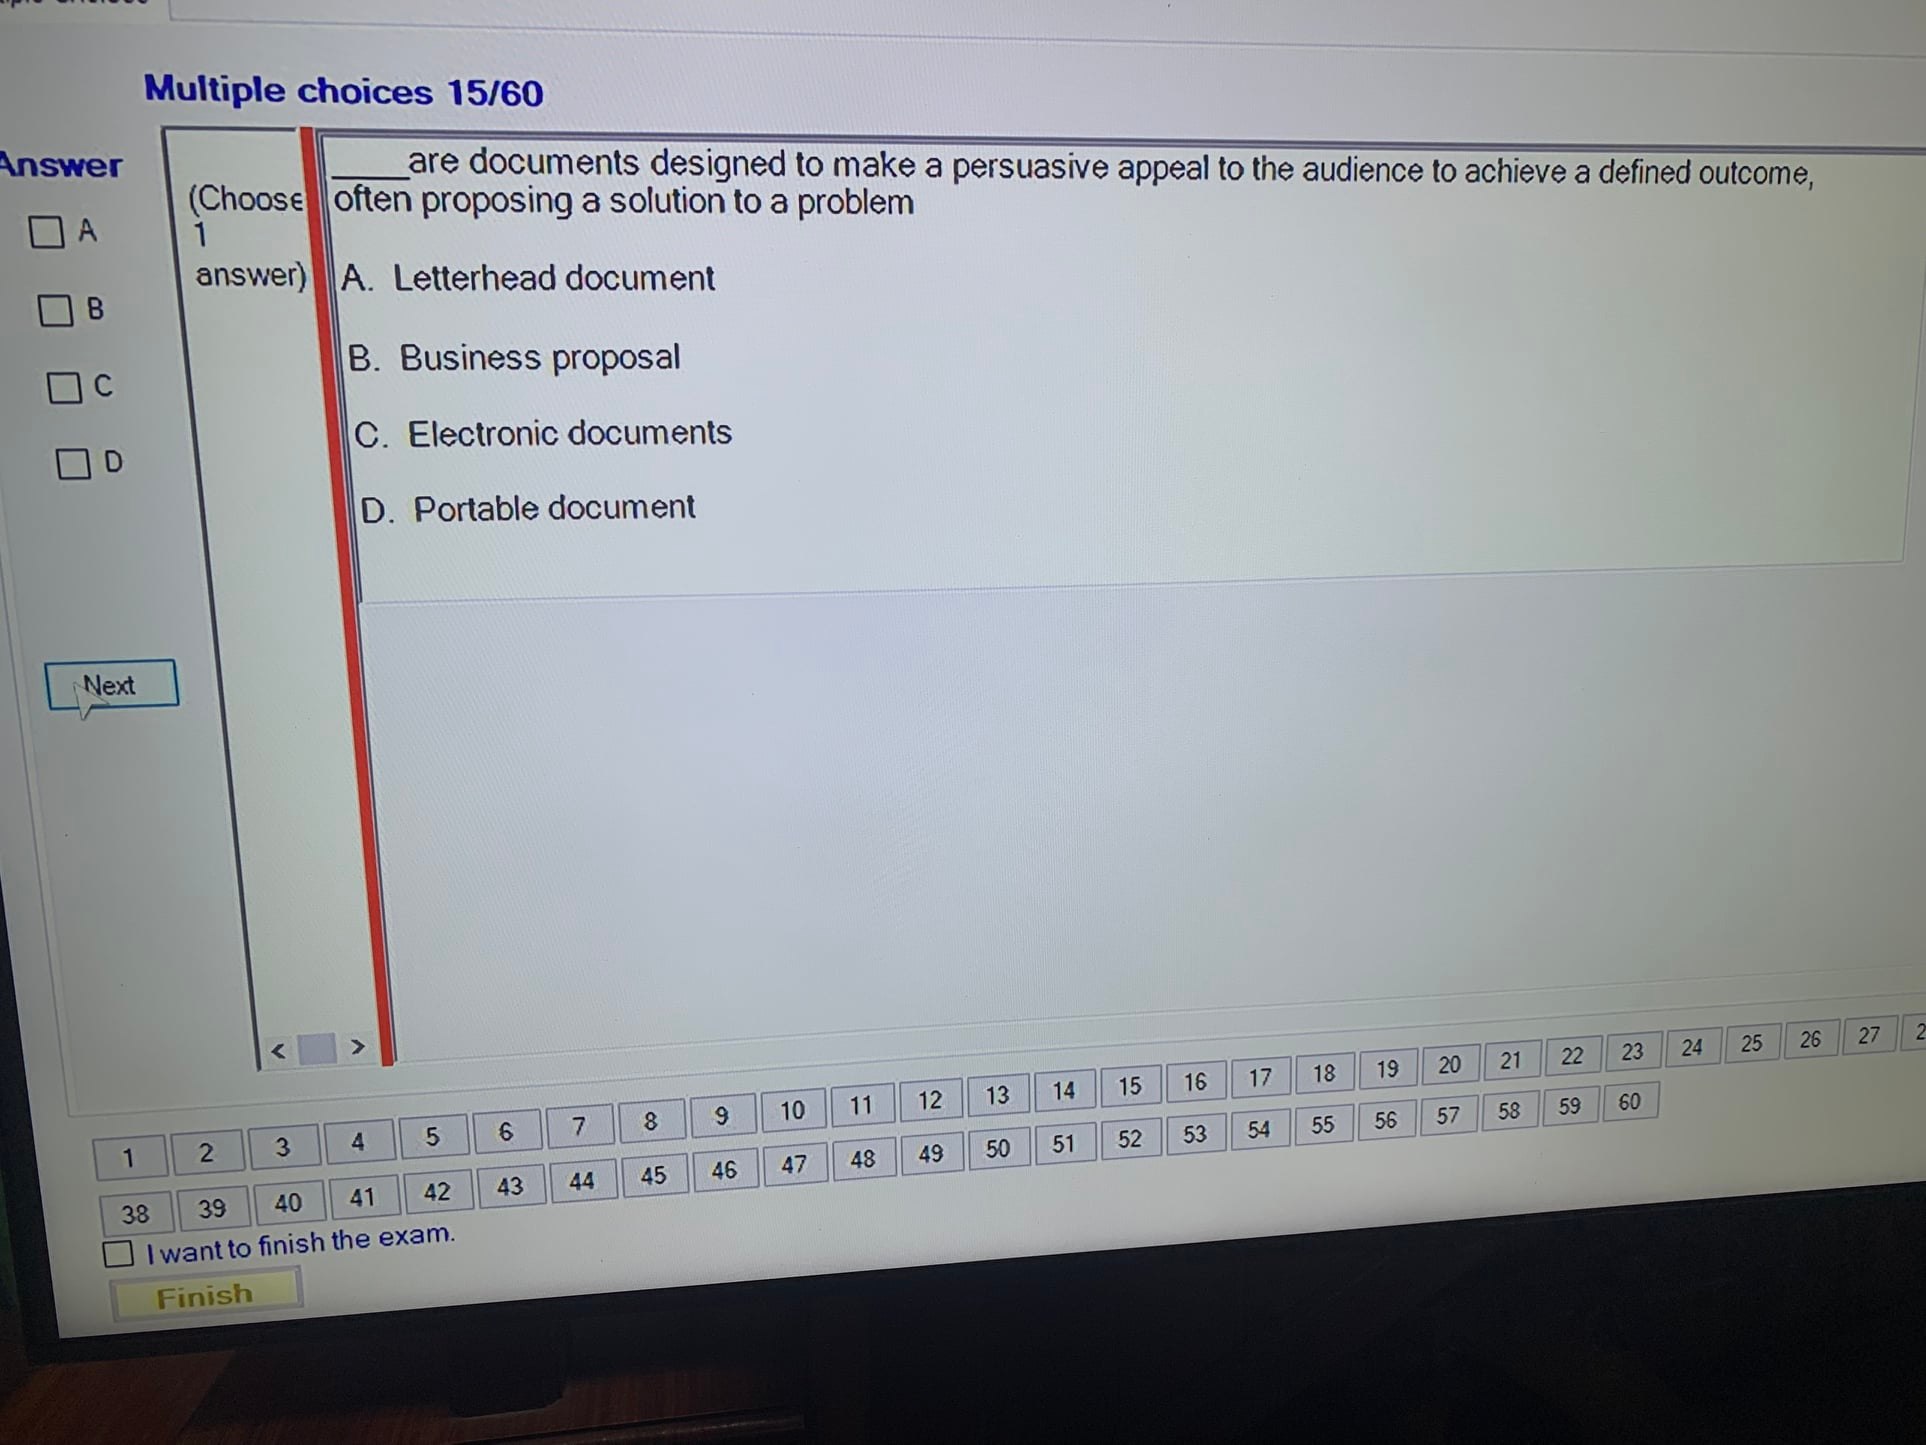 Multiple choices 15/60
Answer
A
B
C
D
(Choose
1
answer)
____are documents designed to make a persuasive appeal to the audience to achieve a defined outcome,
often proposing a solution to a problem
A. Letterhead document
B. Business proposal
C. Electronic documents
D. Portable document
Next
< >
1 2 3 4 5 6 7 8 9 10 11 12 13 14 15 16 17 18 19 20 21 22 23 24 25 26 27
38 39 40 41 42 43 44 45 46 47 48 49 50 51 52 53 54 55 56 57 58 59 60
I want to finish the exam.
Finish